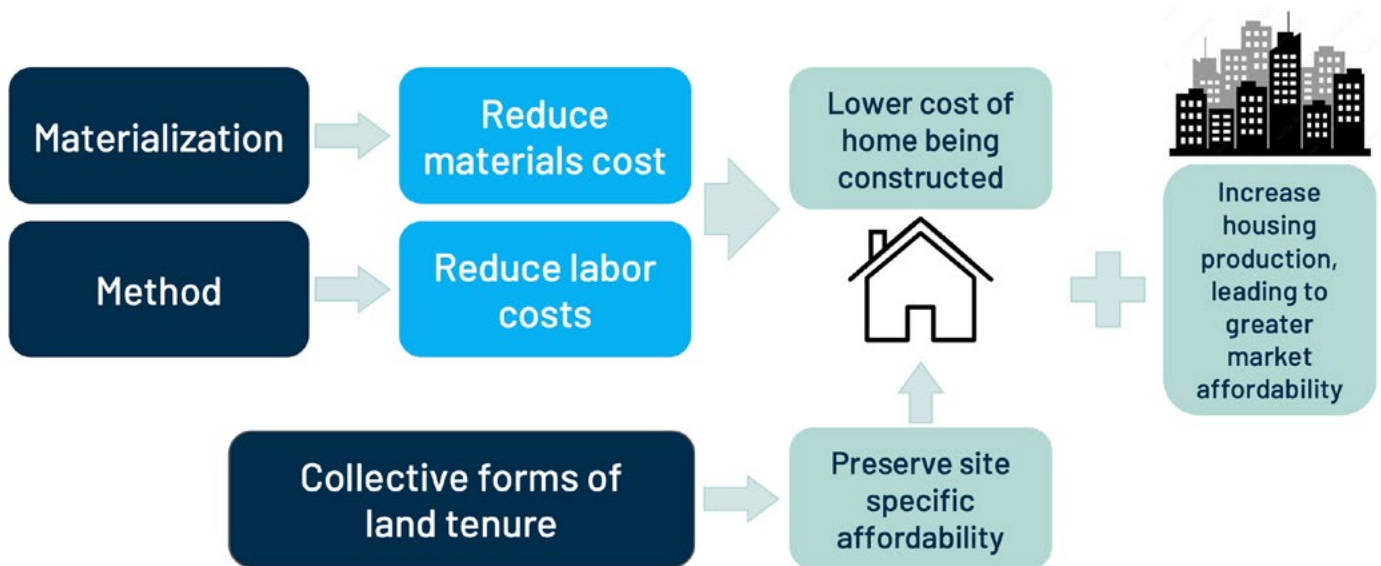 Materialization
Reduce
materials cost
Lower cost of
home being
constructed
Method
Reduce labor
costs
Increase
housing
production,
leading to
greater
market
affordability
Collective forms of
land tenure
Preserve site
specific
affordability